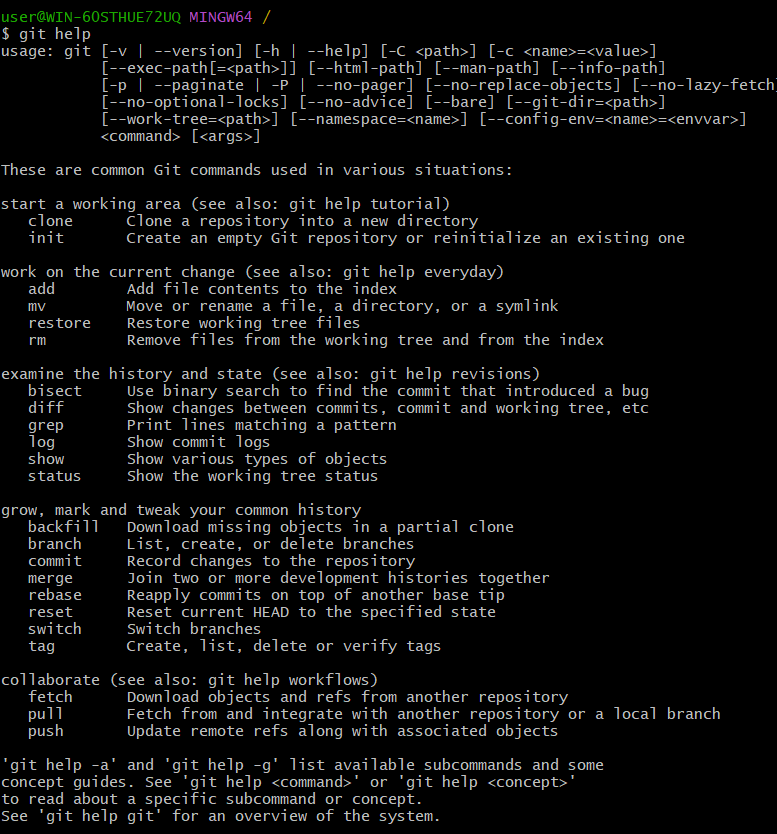 user@WIN-6OSTHUE72UQ MINGW64 /
$ git help
usage: git [-v | --version] [-h | --help] [-C <path>] [-c <name>=<value>]
           [--exec-path[=<path>]] [--html-path] [--man-path] [--info-path]
           [-p | --paginate | -P | --no-pager] [--no-replace-objects] [--no-lazy-fetch]
           [--no-optional-locks] [--no-advice] [--bare] [--git-dir=<path>]
           [--work-tree=<path>] [--namespace=<name>] [--config-env=<name>=<envvar>]
           <command> [<args>]

These are common Git commands used in various situations:

start a working area (see also: git help tutorial)
   clone      Clone a repository into a new directory
   init       Create an empty Git repository or reinitialize an existing one

work on the current change (see also: git help everyday)
   add        Add file contents to the index
   mv         Move or rename a file, a directory, or a symlink
   restore    Restore working tree files
   rm         Remove files from the working tree and from the index

examine the history and state (see also: git help revisions)
   bisect     Use binary search to find the commit that introduced a bug
   diff       Show changes between commits, commit and working tree, etc
   grep       Print lines matching a pattern
   log        Show commit logs
   show       Show various types of objects
   status     Show the working tree status

grow, mark and tweak your common history
   backfill   Download missing objects in a partial clone
   branch     List, create, or delete branches
   commit     Record changes to the repository
   merge      Join two or more development histories together
   rebase     Reapply commits on top of another base tip
   reset      Reset current HEAD to the specified state
   switch     Switch branches
   tag        Create, list, delete or verify tags

collaborate (see also: git help workflows)
   fetch      Download objects and refs from another repository
   pull       Fetch from and integrate with another repository or a local branch
   push       Update remote refs along with associated objects

'git help -a' and 'git help -g' list available subcommands and some
concept guides. See 'git help <command>' or 'git help <concept>'
to read about a specific subcommand or concept.
See 'git help git' for an overview of the system.